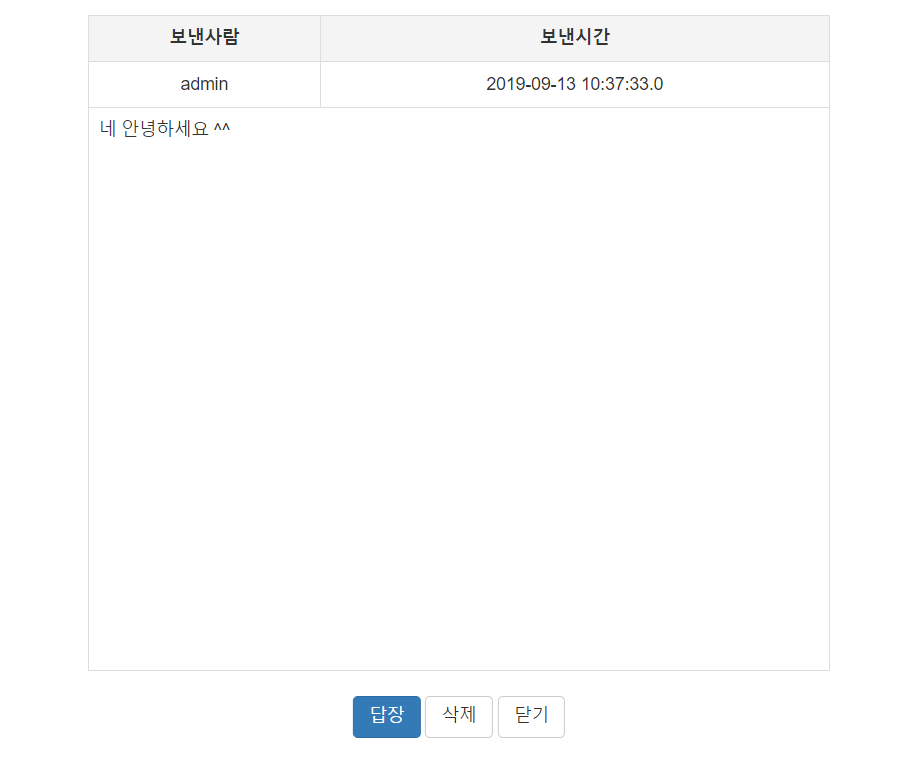 보낸사람 보낸시간
admin 2019-09-13 10:37:33.0
네 안녕하세요 ^^
답장 삭제 닫기